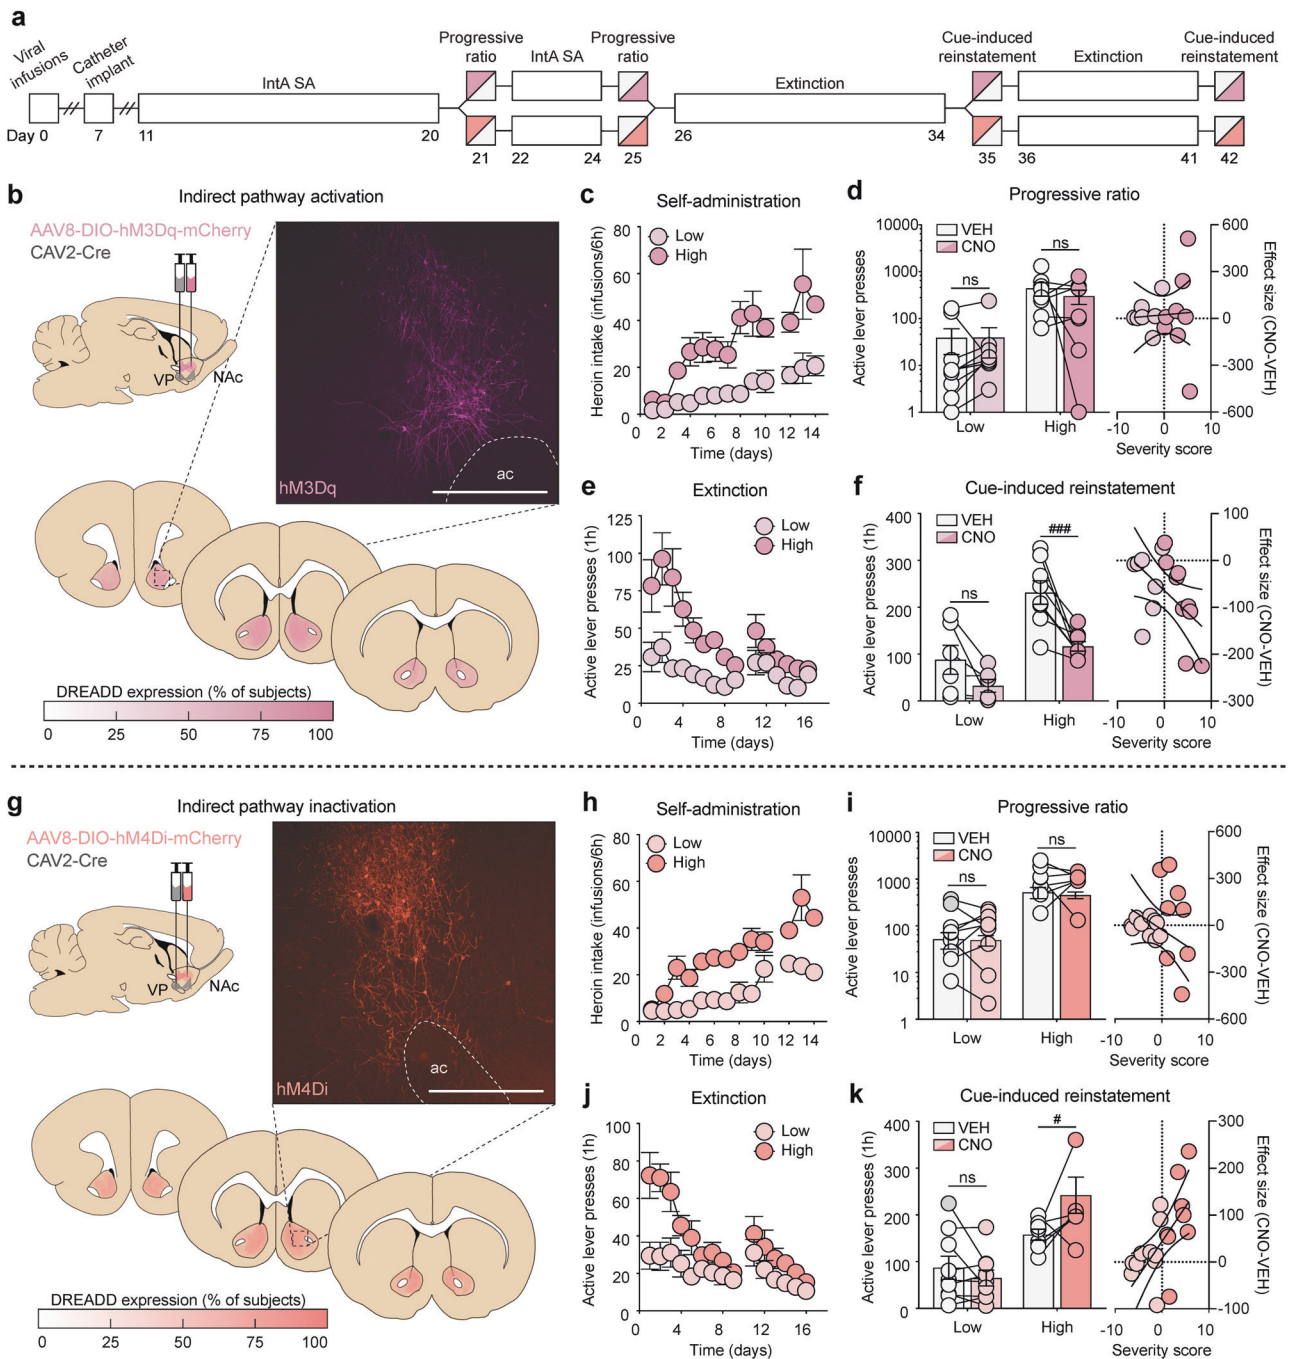 a
Viral infusions
Catheter implant
IntA SA
Progressive ratio
IntA SA
Progressive ratio
Extinction
Cue-induced reinstatement
Extinction
Cue-induced reinstatement
Day 0
7
11
20
21
22
24
25
26
34
35
36
41
42
b
Indirect pathway activation
AAV8-DIO-hM3Dq-mCherry
CAV2-Cre
VP
NAc
hM3Dq
ac
DREADD expression (% of subjects)
0 25 50 75 100
c
Self-administration
Heroin intake (infusions/6h)
80
60
40
20
0
Low
High
0 2 4 6 8 10 12 14
Time (days)
d
Progressive ratio
Active lever presses
10000
1000
100
10
1
VEH
CNO
ns
ns
Low
High
600
300
0
-300
-600
Effect size (CNO-VEH)
-10 0 10
Severity score
e
Extinction
Active lever presses (1h)
125
100
75
50
25
0
Low
High
0 4 8 12 16
Time (days)
f
Cue-induced reinstatement
Active lever presses (1h)
400
300
200
100
0
VEH
CNO
ns
###
Low
High
100
0
-100
-200
-300
Effect size (CNO-VEH)
-10 0 10
Severity score
g
Indirect pathway inactivation
AAV8-DIO-hM4Di-mCherry
CAV2-Cre
VP
NAc
hM4Di
ac
DREADD expression (% of subjects)
0 25 50 75 100
h
Self-administration
Heroin intake (infusions/6h)
80
60
40
20
0
Low
High
0 2 4 6 8 10 12 14
Time (days)
i
Progressive ratio
Active lever presses
10000
1000
100
10
1
VEH
CNO
ns
ns
Low
High
600
300
0
-300
-600
Effect size (CNO-VEH)
-10 0 10
Severity score
j
Extinction
Active lever presses (1h)
100
80
60
40
20
0
Low
High
0 4 8 12 16
Time (days)
k
Cue-induced reinstatement
Active lever presses (1h)
400
300
200
100
0
VEH
CNO
ns
#
Low
High
300
200
100
0
-100
Effect size (CNO-VEH)
-10 0 10
Severity score